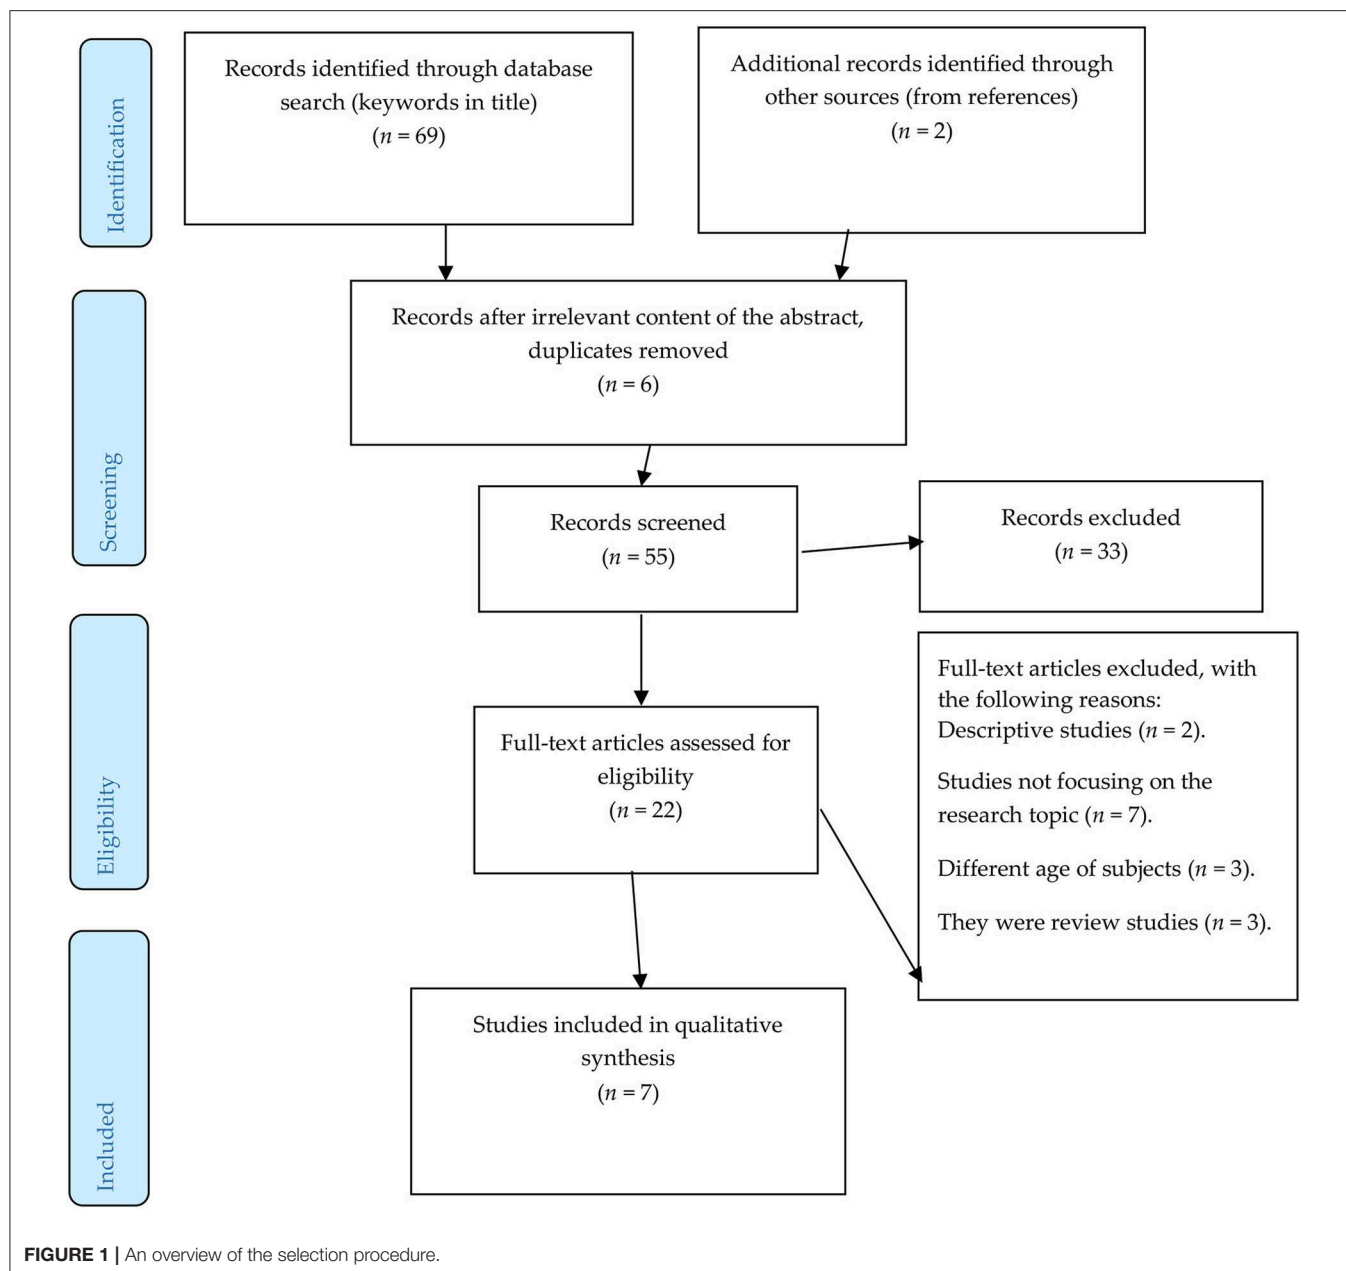 Identification
Records identified through database
search (keywords in title)
(n = 69)
Additional records identified through
other sources (from references)
(n = 2)
Screening
Records after irrelevant content of the abstract,
duplicates removed
(n = 6)
Records screened
(n = 55)
Records excluded
(n = 33)
Eligibility
Full-text articles assessed for
eligibility
(n = 22)
Full-text articles excluded, with
the following reasons:
Descriptive studies (n = 2).
Studies not focusing on the
research topic (n = 7).
Different age of subjects (n = 3).
They were review studies (n = 3).
Included
Studies included in qualitative
synthesis
(n = 7)
FIGURE 1 | An overview of the selection procedure.